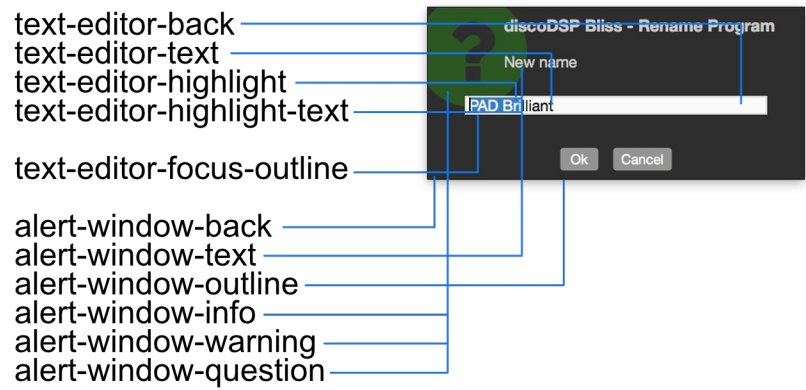 text-editor-back
text-editor-text
text-editor-highlight
text-editor-highlight-text
text-editor-focus-outline
alert-window-back
alert-window-text
alert-window-outline
alert-window-info
alert-window-warning
alert-window-question
?
discoDSP Bliss - Rename Program
New name
PAD Brilliant
Ok Cancel